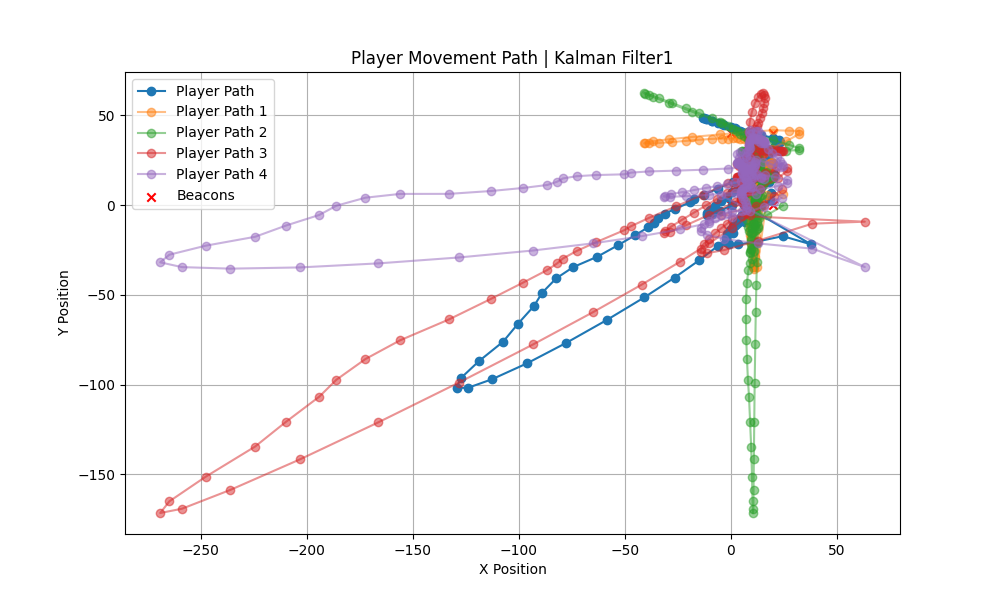 Player Movement Path | Kalman Filter1
Player Path
Player Path 1
Player Path 2
Player Path 3
Player Path 4
Beacons
Y Position
50
0
−50
−100
−150
−250
−200
−150
−100
−50
0
50
X Position